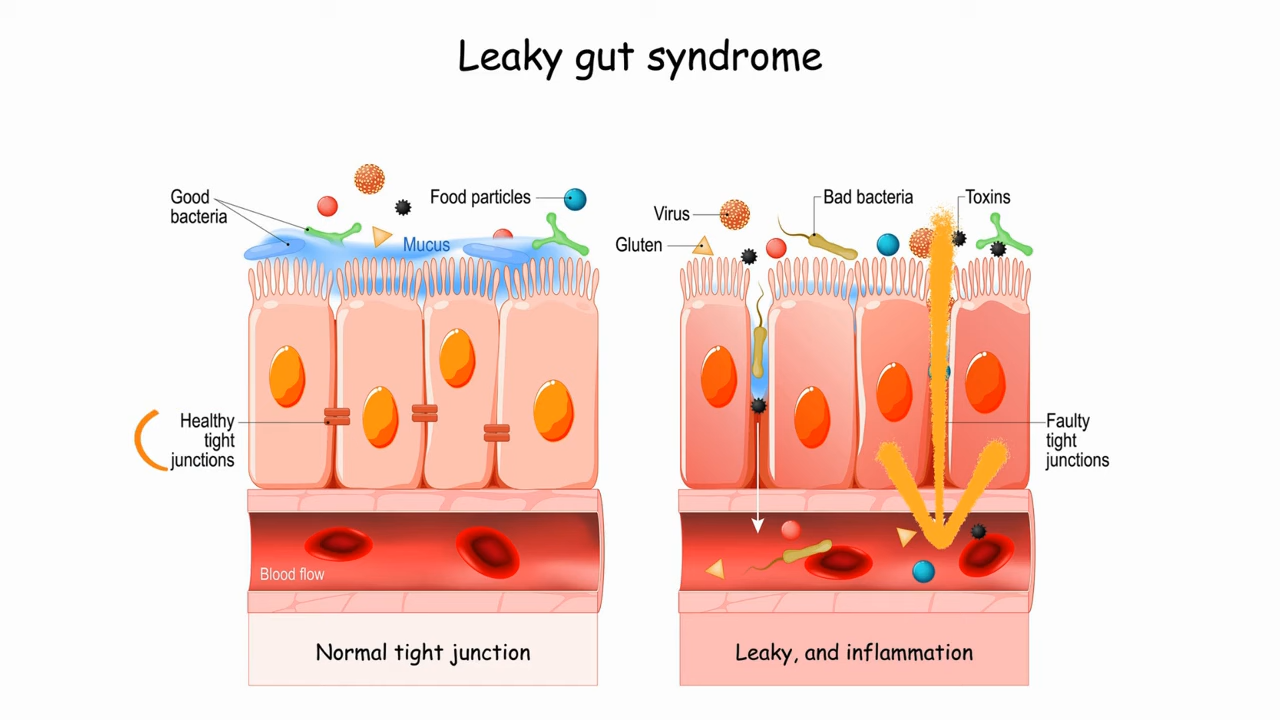 Leaky gut syndrome
Good
bacteria
Food particles
Mucus
Healthy
tight
junctions
Blood flow
Normal tight junction
Virus
Gluten
Bad bacteria
Toxins
Faulty
tight
junctions
Leaky, and inflammation